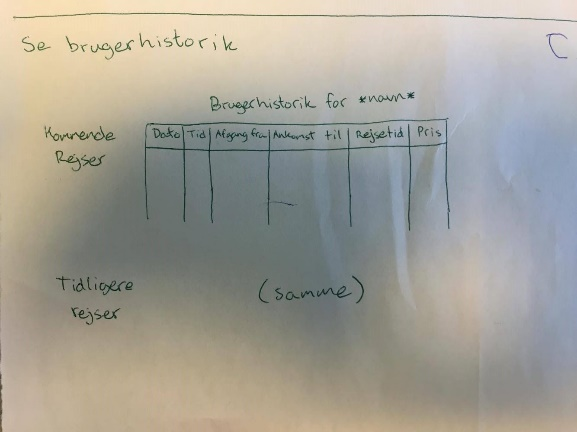 Se brugerhistorik
Brugerhistorik for *navn*
Kommende
Rejser
Dato Tid Afgang fra Ankomst til Rejsetid Pris
Tidligere
rejser
(samme)